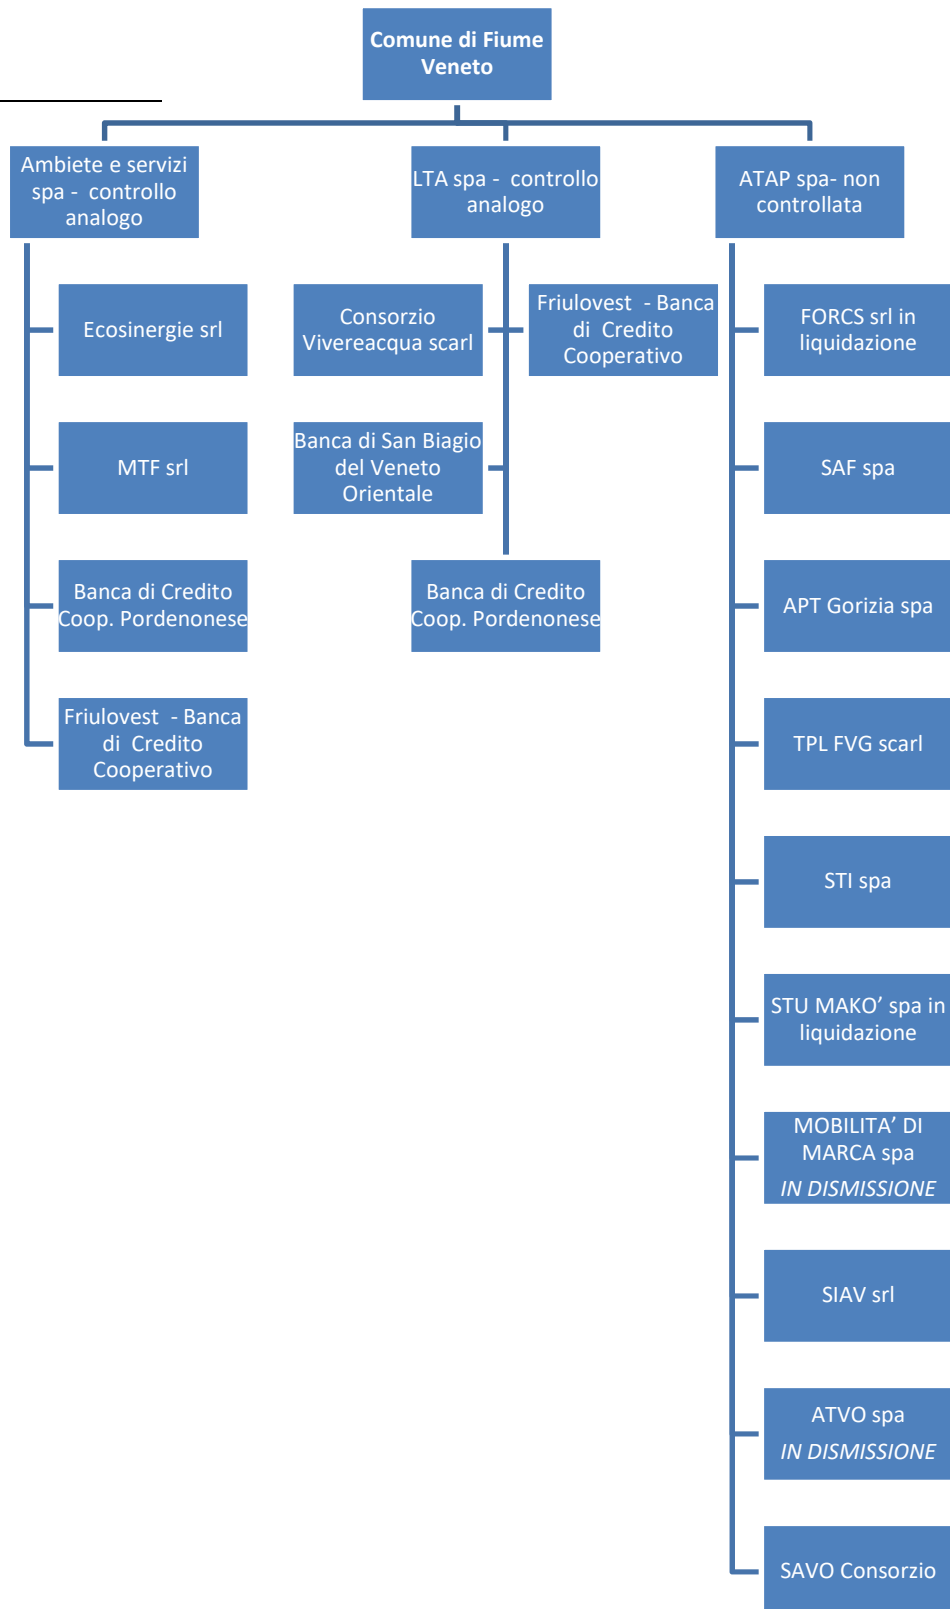 Comune di Fiume
Veneto
Ambiete e servizi
spa - controllo
analogo
LTA spa - controllo
analogo
ATAP spa- non
controllata
Ecosinergie srl
MTF srl
Banca di Credito
Coop. Pordenonese
Friulovest - Banca
di Credito
Cooperativo
Consorzio
Vivereacqua scarl
Friulovest - Banca
di Credito
Cooperativo
Banca di San Biagio
del Veneto
Orientale
Banca di Credito
Coop. Pordenonese
FORCS srl in
liquidazione
SAF spa
APT Gorizia spa
TPL FVG scarl
STI spa
STU MAKO’ spa in
liquidazione
MOBILITA’ DI
MARCA spa
IN DISMISSIONE
SIAV srl
ATVO spa
IN DISMISSIONE
SAVO Consorzio